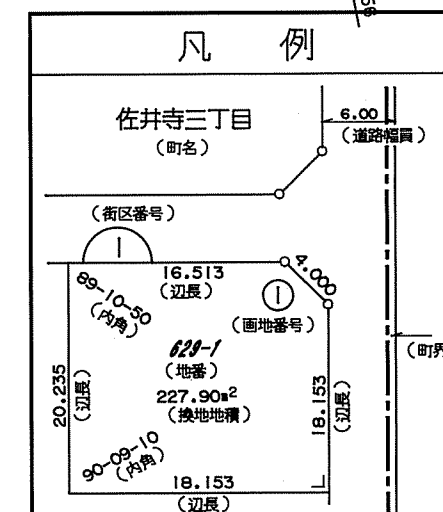 56
凡 例
佐井寺三丁目
(町名)
6.00
(道路幅員)
(街区番号)
1
16.513
(辺長)
4.000
89-10-50
(内角)
1
(画地番号)
629-1
(地番)
227.90m²
(換地地積)
20.235
(辺長)
18.153
(辺長)
(町界
90-09-10
(内角)
18.153
(辺長)